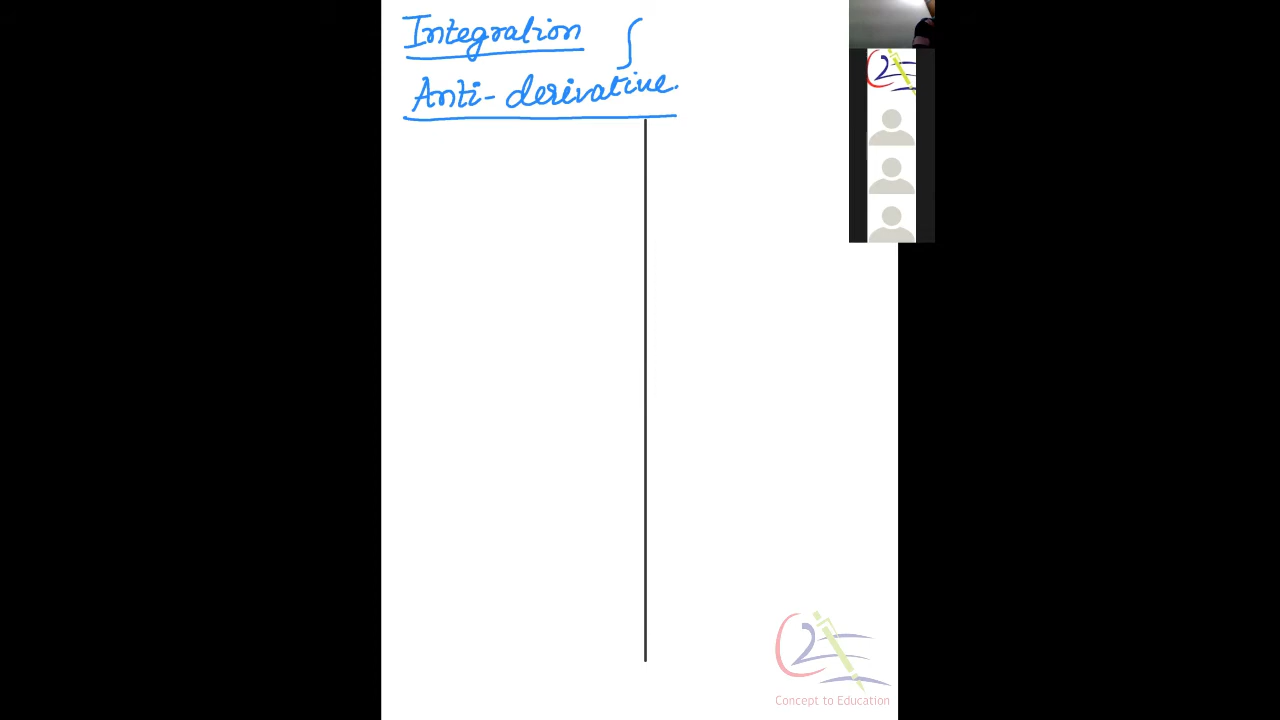 Integration ∫
Anti-derivative.
Concept to Education